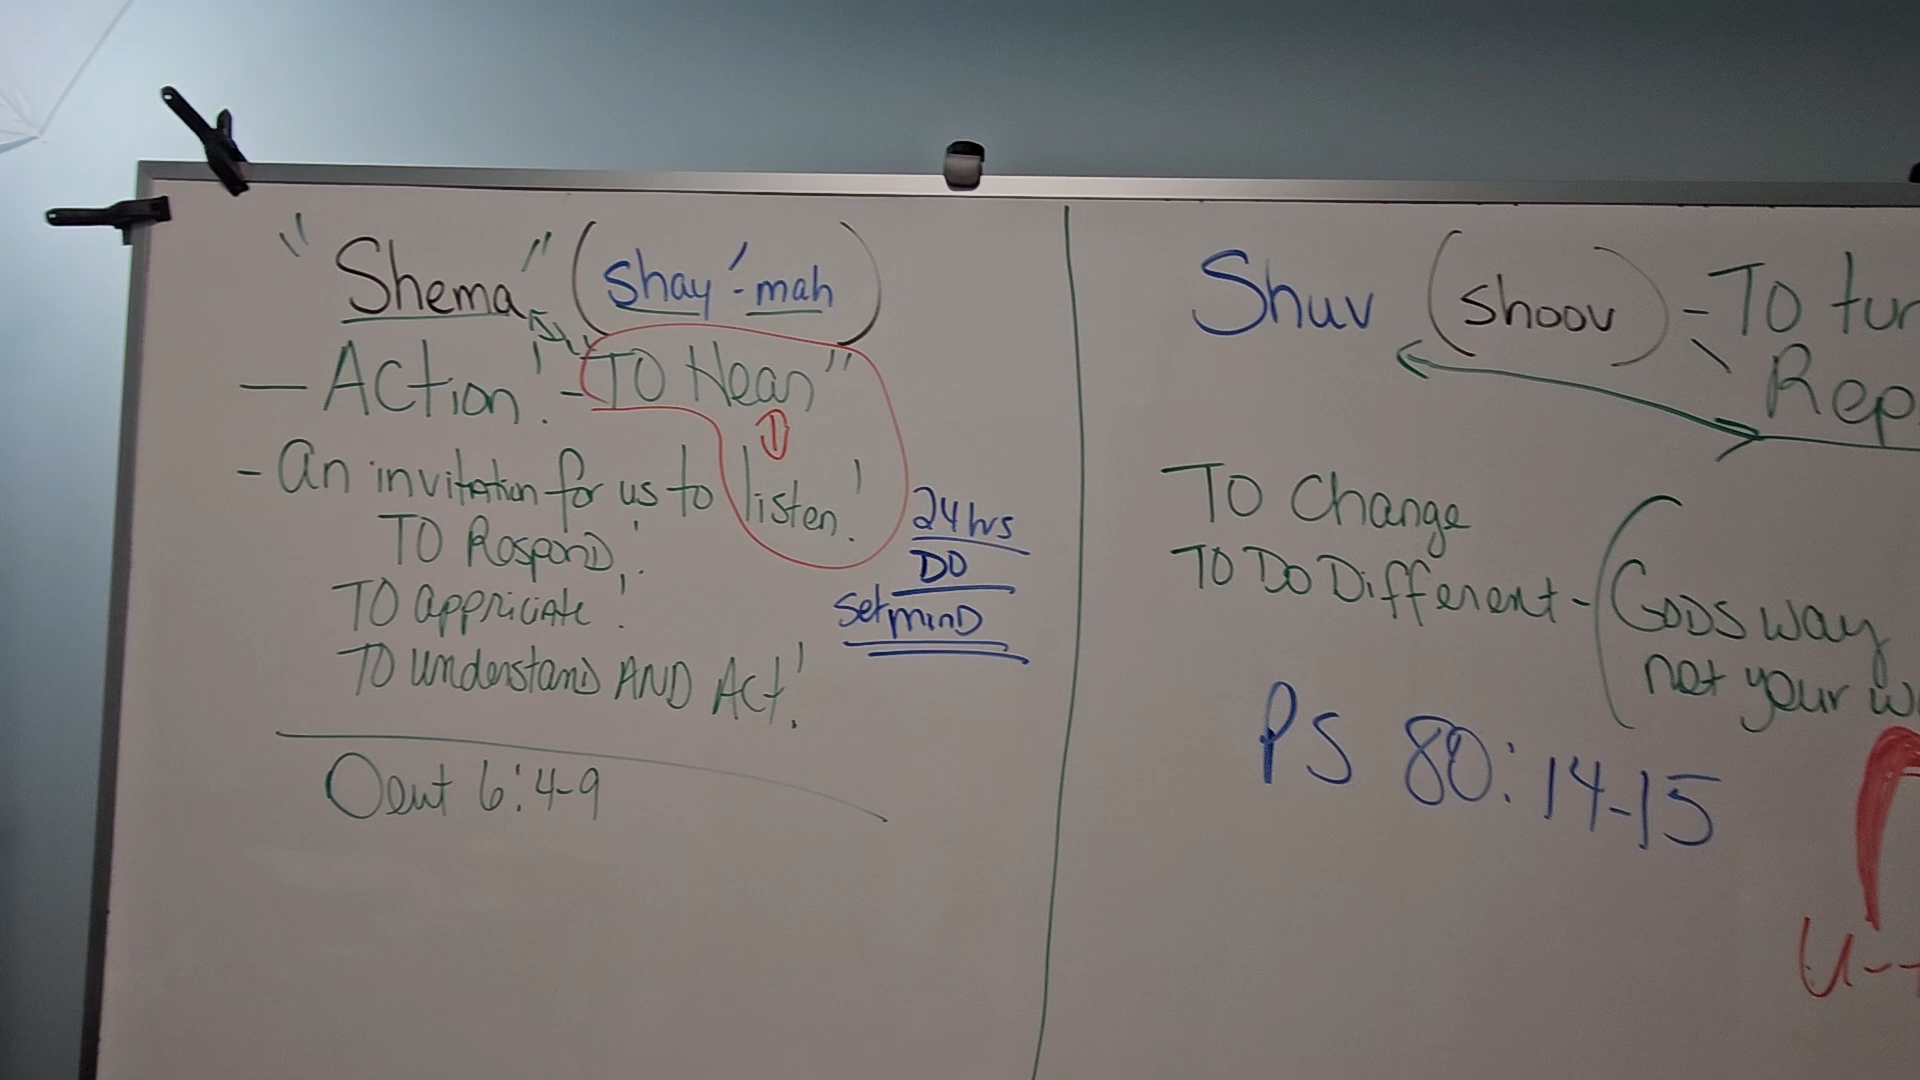 "Shema" (shay'-mah)
— Action! - "TO Hear"
- An invitation for us to listen!
TO Respond!
TO appriciate!
TO understand AND Act!
24 hrs
DO
set mind
Deut 6:4-9
Shuv (shoov) - TO tur
Rep
TO Change
TO DO Different - (GODS way
not your w
PS 80:14-15
U-